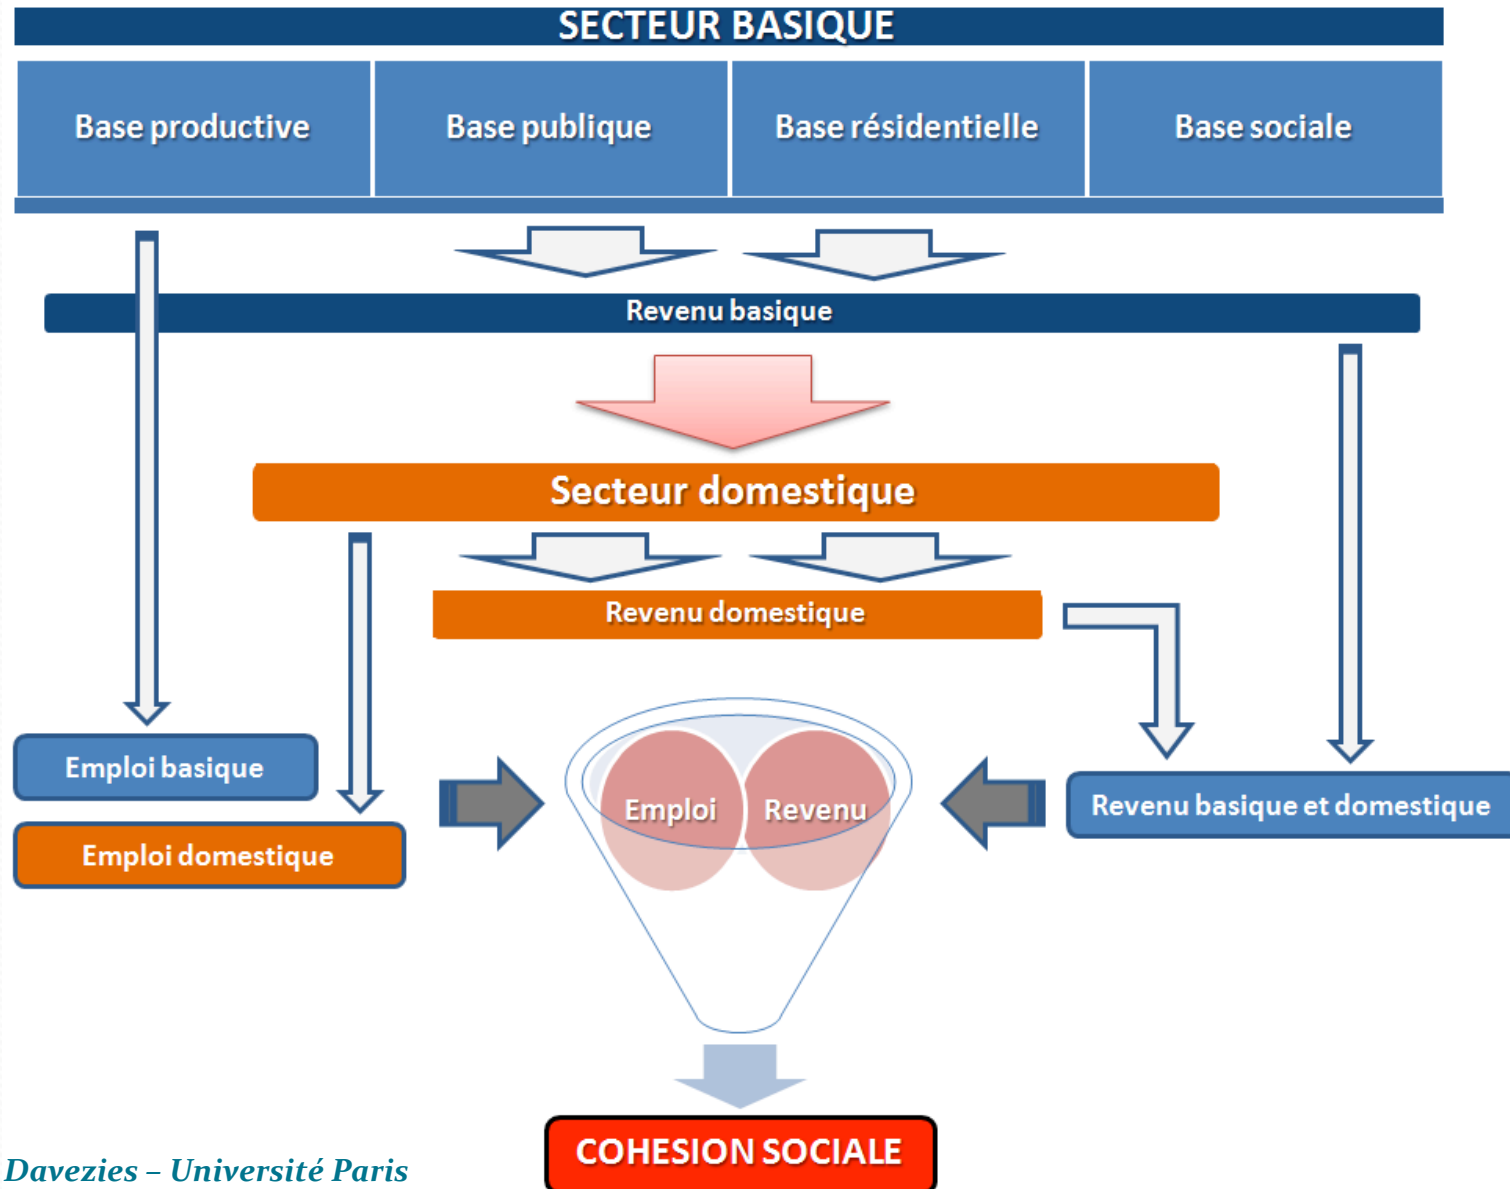 SECTEUR BASIQUE
Base productive
Base publique
Base résidentielle
Base sociale
Revenu basique
Secteur domestique
Revenu domestique
Emploi basique
Emploi domestique
Emploi
Revenu
Revenu basique et domestique
COHESION SOCIALE
Davezies – Université Paris